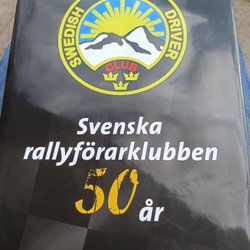 SWEDISH DRIVER
CLUB
Svenska
rallyförarklubben
50 år